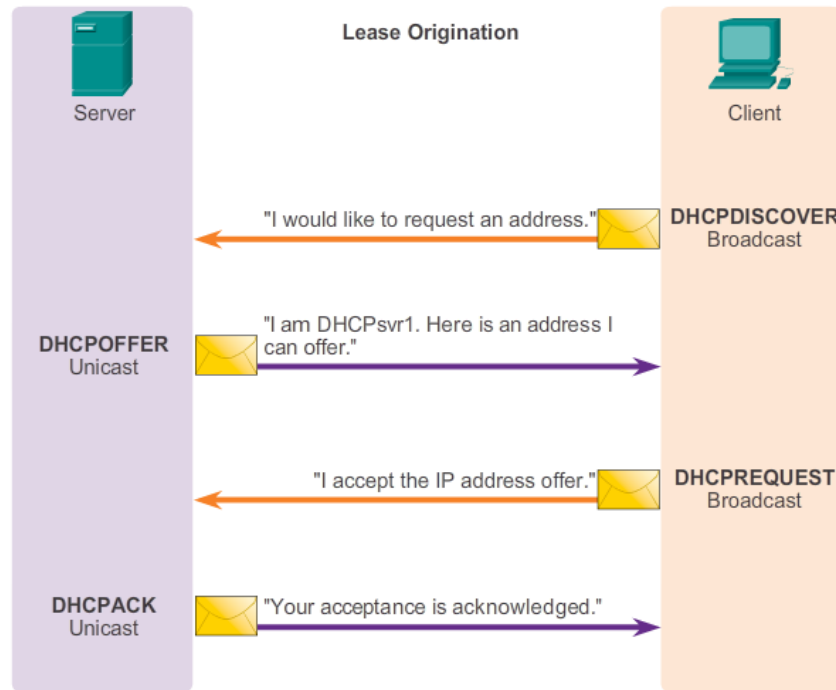 Lease Origination
Server
Client
"I would like to request an address."
DHCPDISCOVER
Broadcast
DHCPOFFER
Unicast
"I am DHCPsvr1. Here is an address I
can offer."
"I accept the IP address offer."
DHCPREQUEST
Broadcast
DHCPACK
Unicast
"Your acceptance is acknowledged."